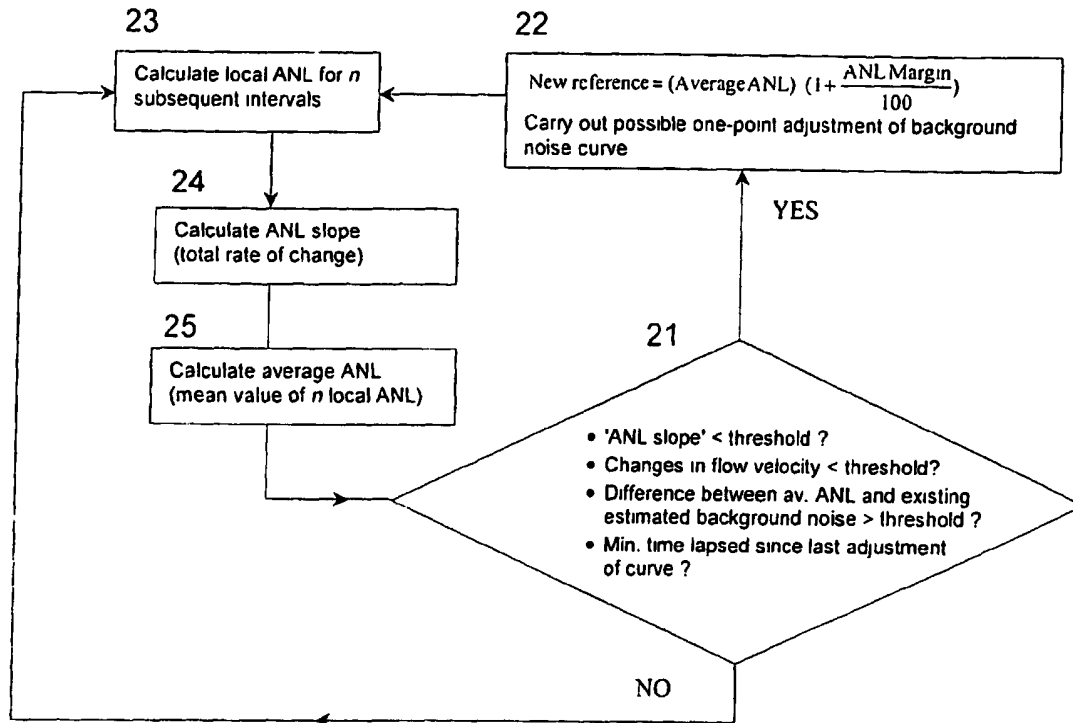 23
Calculate local ANL for n
subsequent intervals
22
New reference = (Average ANL) (1+ ANL Margin / 100)
Carry out possible one-point adjustment of background
noise curve
24
Calculate ANL slope
(total rate of change)
YES
25
Calculate average ANL
(mean value of n local ANL)
21
• 'ANL slope' < threshold ?
• Changes in flow velocity < threshold?
• Difference between av. ANL and existing
estimated background noise > threshold ?
• Min. time lapsed since last adjustment
of curve ?
NO